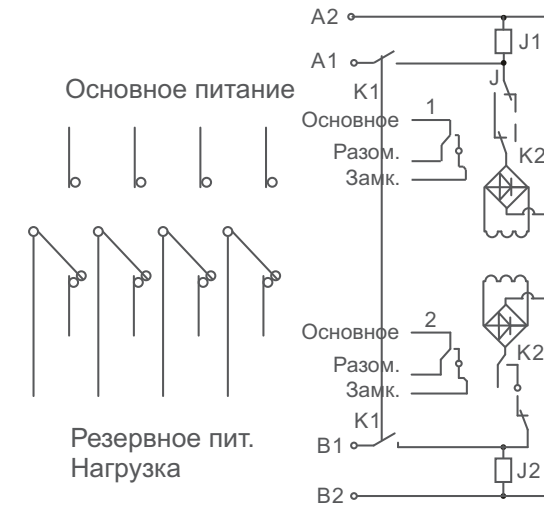 Основное питание
Резервное пит.
Нагрузка
A2
J1
A1
K1
J
Основное
1
Разом.
Замк.
K2
Основное
2
K2
Разом.
Замк.
K1
B1
J2
B2